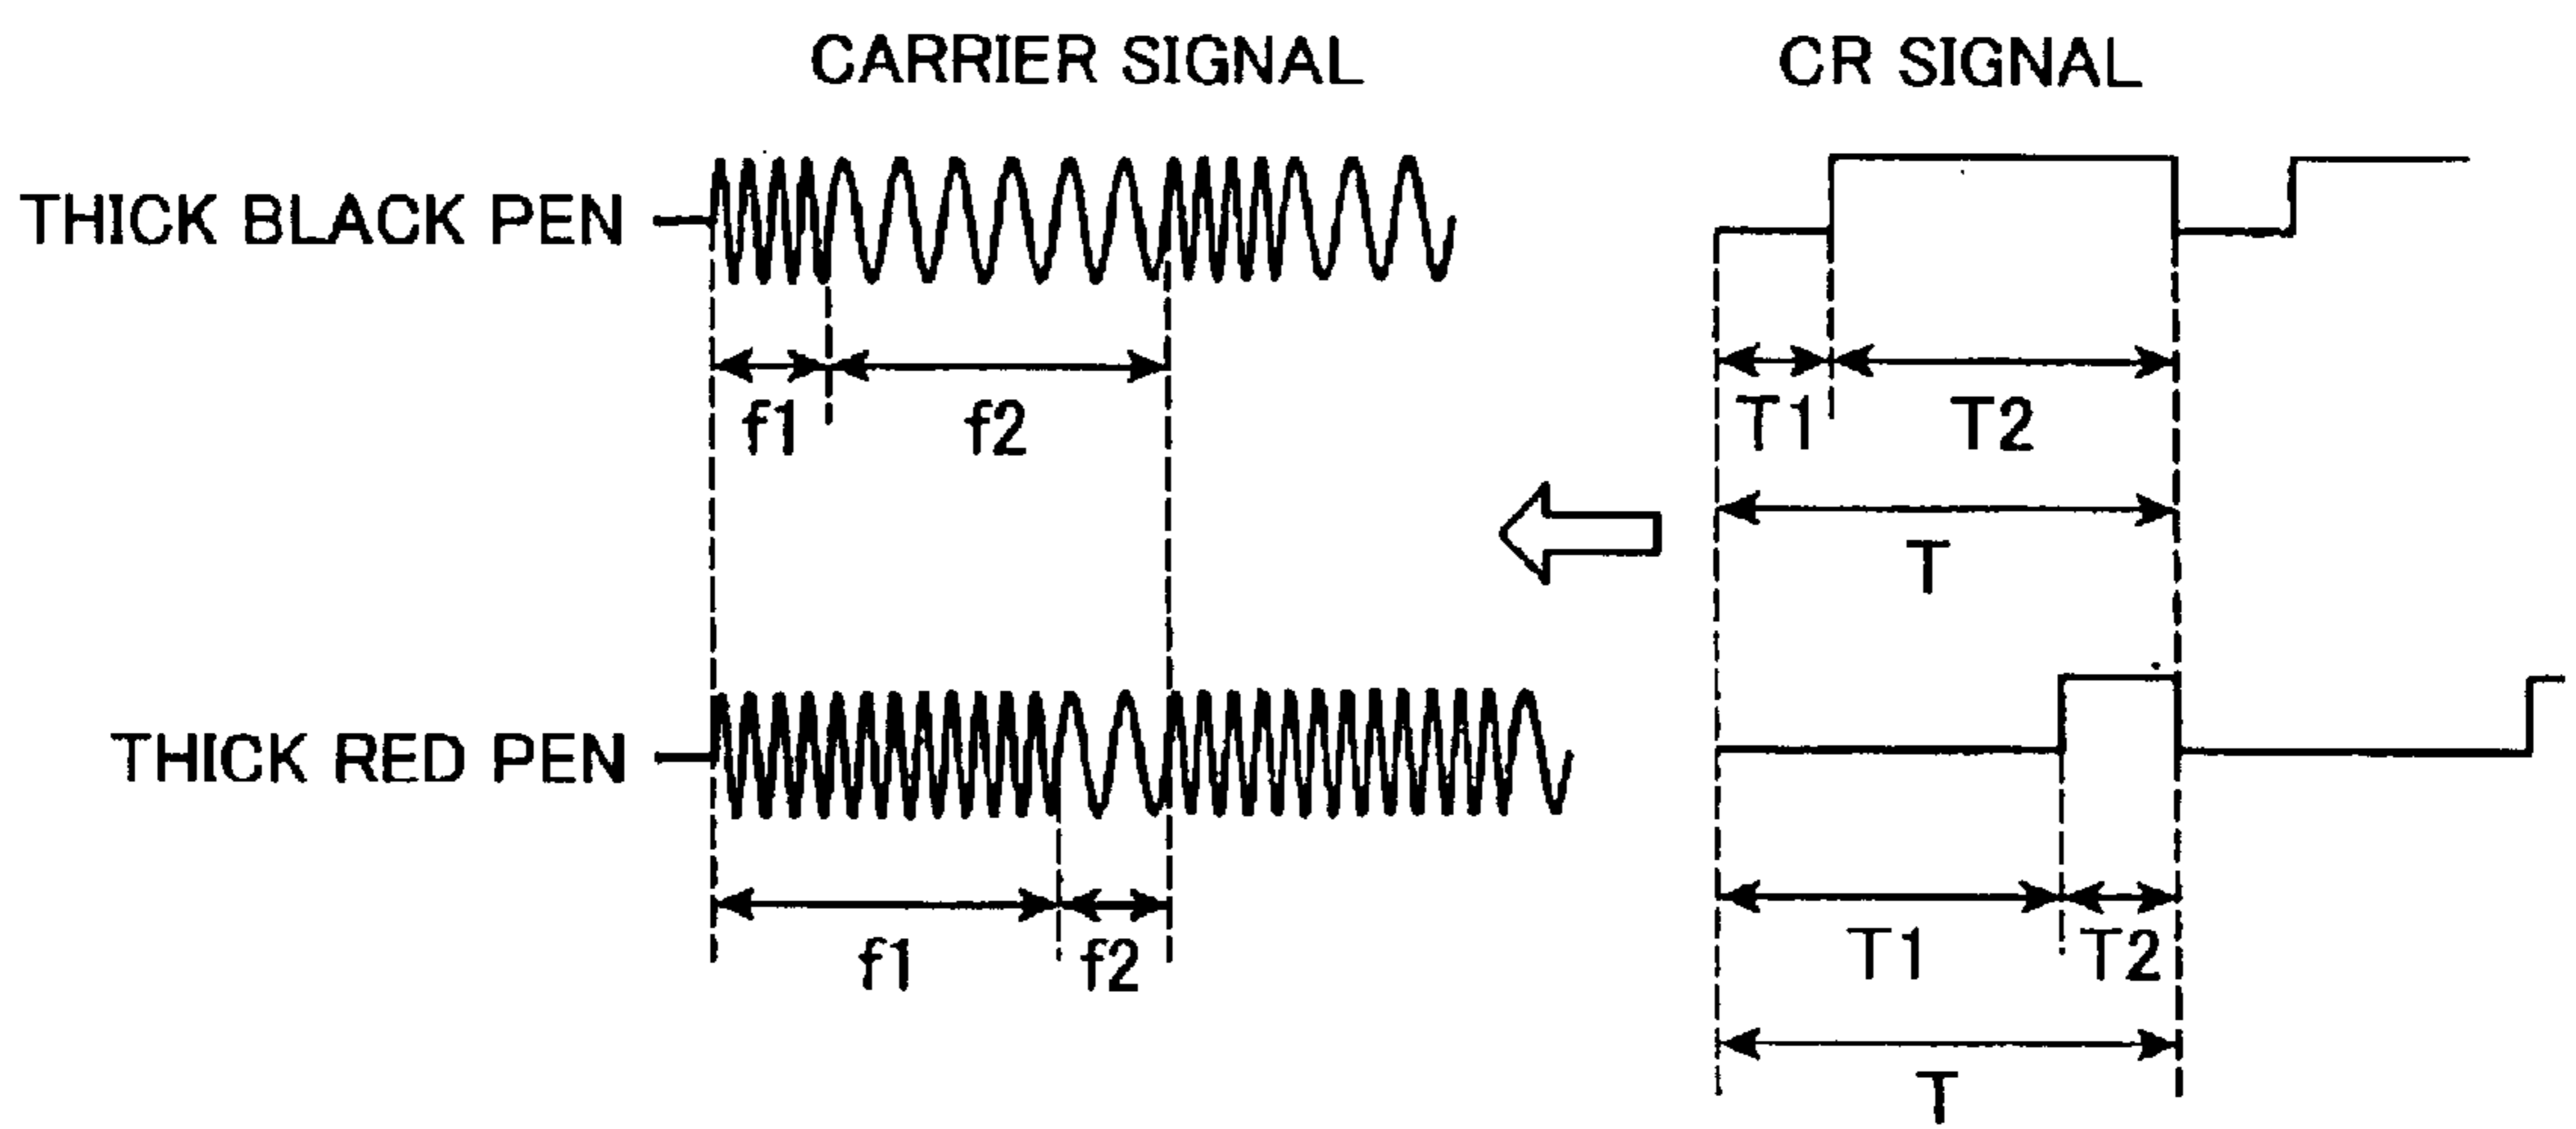 CARRIER SIGNAL
CR SIGNAL
THICK BLACK PEN
f1
f2
T1
T2
T
THICK RED PEN
f1
f2
T1
T2
T